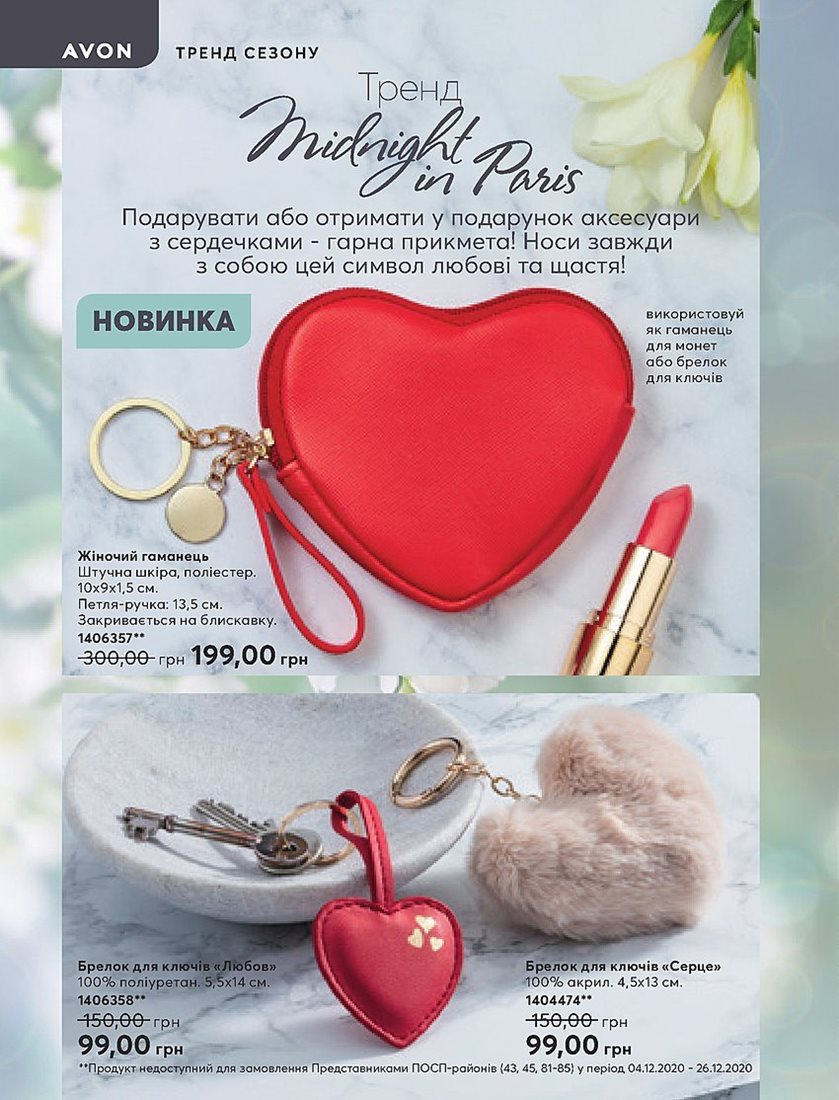 AVON
ТРЕНД СЕЗОНУ
Тренд
Midnight
in Paris
Подарувати або отримати у подарунок аксесуари
з сердечками - гарна прикмета! Носи завжди
з собою цей символ любові та щастя!
НОВИНКА
використовуй
як гаманець
для монет
або брелок
для ключів
Жіночий гаманець
Штучна шкіра, поліестер.
10х9х1,5 см.
Петля-ручка: 13,5 см.
Закривається на блискавку.
1406357**
300,00 грн 199,00 грн
Брелок для ключів «Любов»
100% поліуретан. 5,5х14 см.
1406358**
150,00 грн
99,00 грн
Брелок для ключів «Серце»
100% акрил. 4,5х13 см.
1404474**
150,00 грн
99,00 грн
**Продукт недоступний для замовлення Представниками ПОСП-районів (43, 45, 81-85) у період 04.12.2020 - 26.12.2020